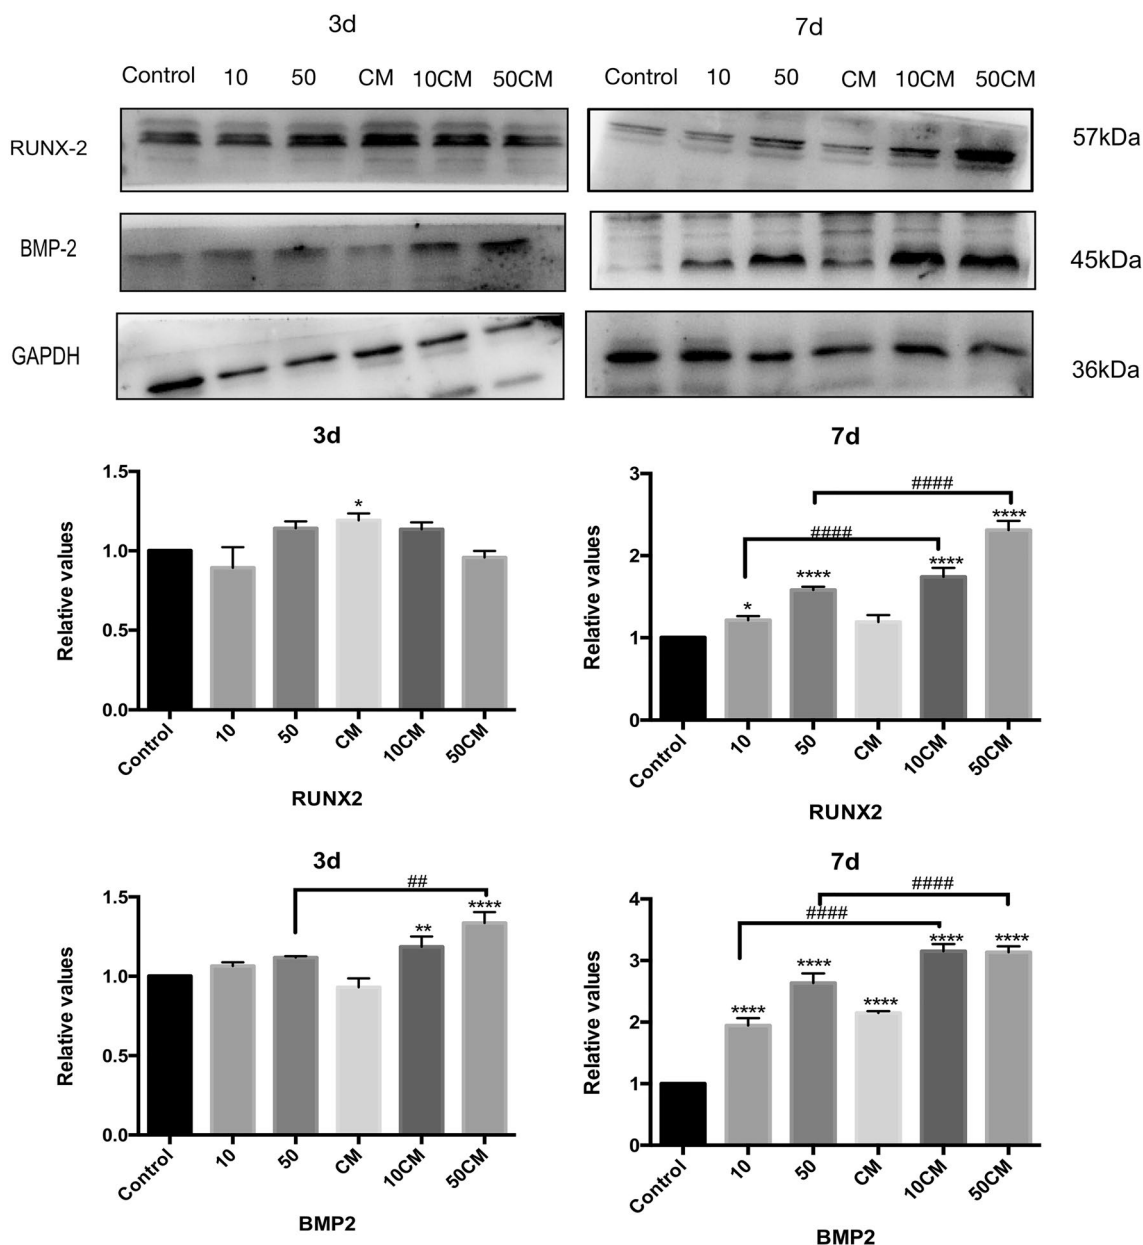 3d
7d
Control 10 50 CM 10CM 50CM
Control 10 50 CM 10CM 50CM
RUNX-2
57kDa
BMP-2
45kDa
GAPDH
36kDa
3d
1.5
1.0
0.5
0.0
Relative values
*
Control 10 50 CM 10CM 50CM
RUNX2
7d
3
2
1
0
Relative values
####
####
* **** **** ****
Control 10 50 CM 10CM 50CM
RUNX2
3d
1.5
1.0
0.5
0.0
Relative values
##
** ****
Control 10 50 CM 10CM 50CM
BMP2
7d
4
3
2
1
0
Relative values
####
####
**** **** **** **** ****
Control 10 50 CM 10CM 50CM
BMP2